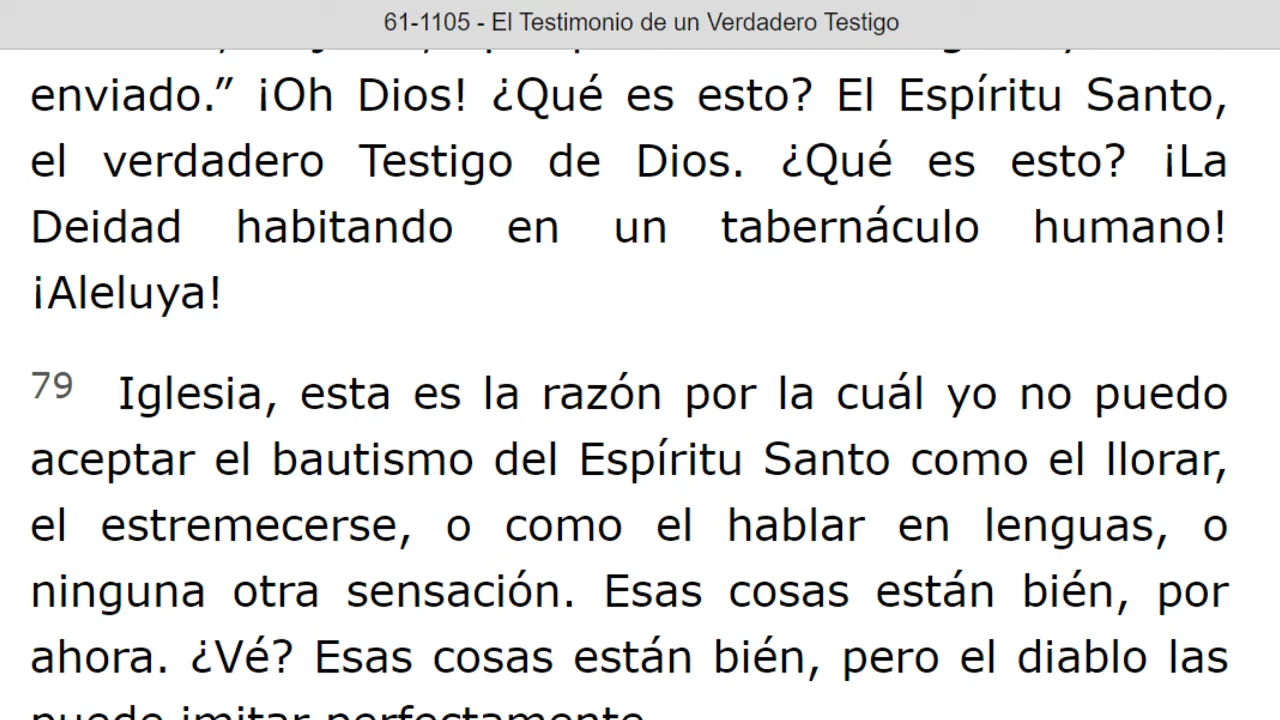 61-1105 - El Testimonio de un Verdadero Testigo
enviado.” ¡Oh Dios! ¿Qué es esto? El Espíritu Santo,
el verdadero Testigo de Dios. ¿Qué es esto? ¡La
Deidad habitando en un tabernáculo humano!
¡Aleluya!
79 Iglesia, esta es la razón por la cuál yo no puedo
aceptar el bautismo del Espíritu Santo como el llorar,
el estremecerse, o como el hablar en lenguas, o
ninguna otra sensación. Esas cosas están bién, por
ahora. ¿Vé? Esas cosas están bién, pero el diablo las
puede imitar perfectamente.